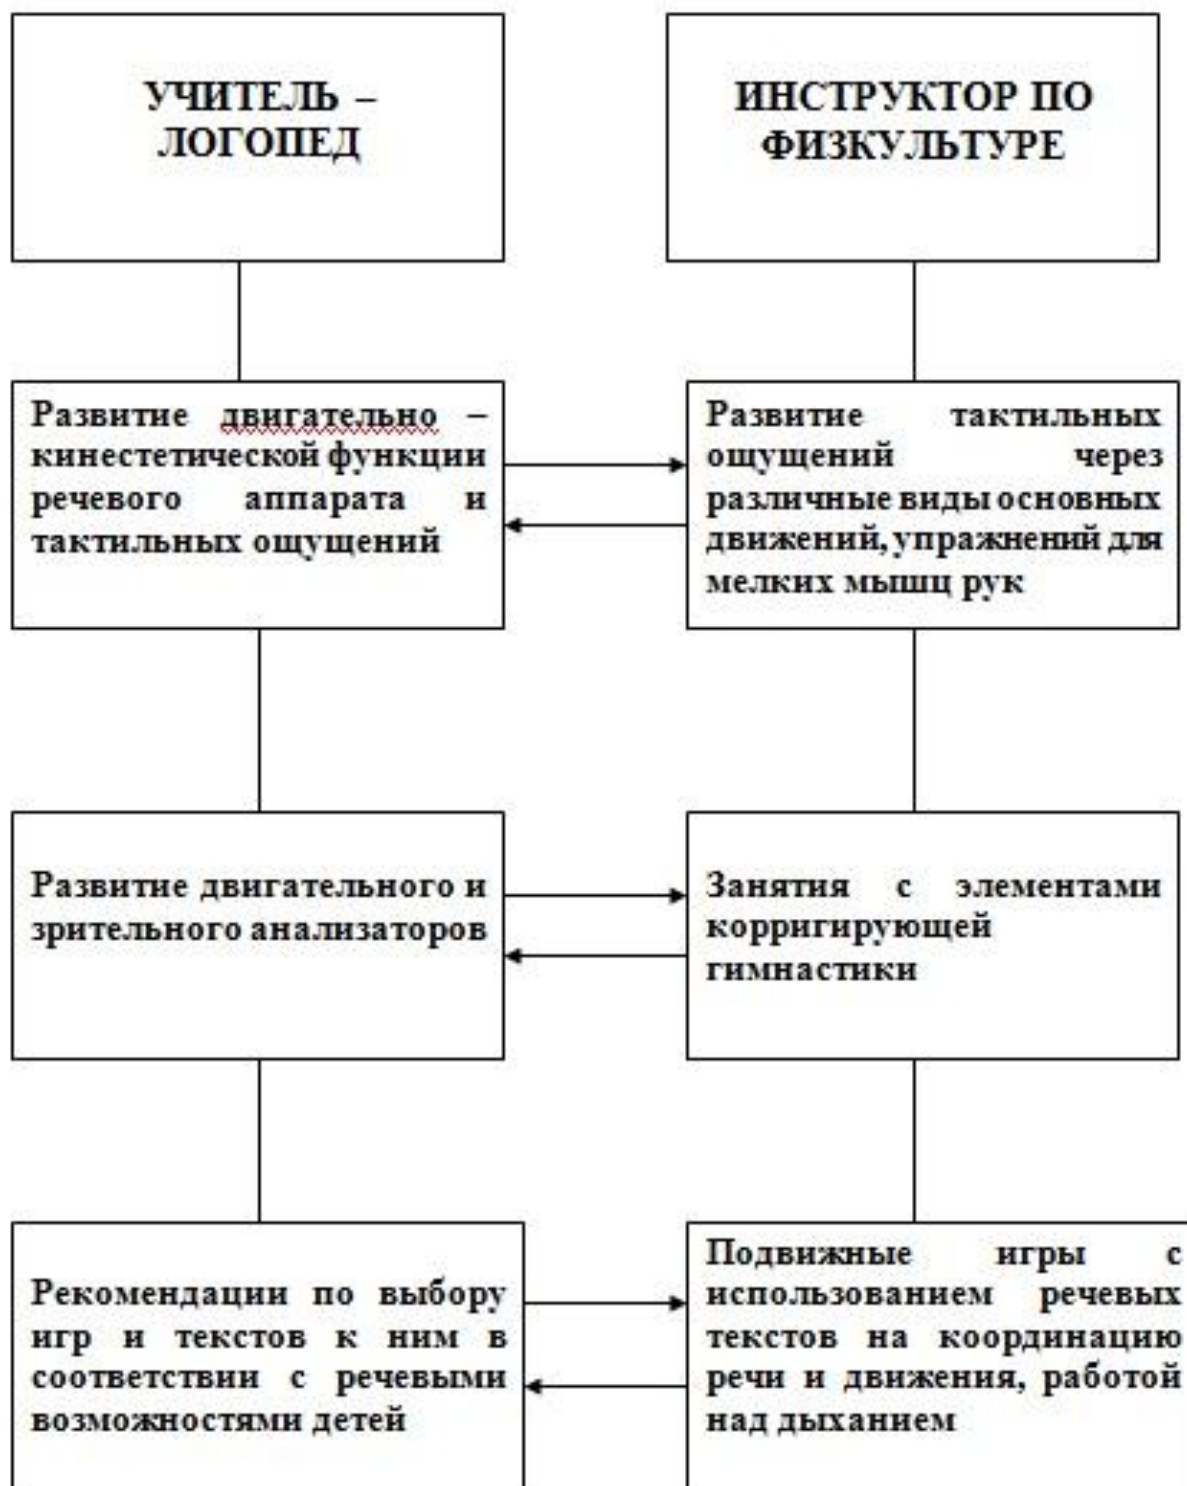 УЧИТЕЛЬ –
ЛОГОПЕД
ИНСТРУКТОР ПО
ФИЗКУЛЬТУРЕ
Развитие двигательно –
кинестетической функции
речевого аппарата и
тактильных ощущений
Развитие тактильных
ощущений через
различные виды основных
движений, упражнений для
мелких мышц рук
Развитие двигательного и
зрительного анализаторов
Занятия с элементами
корригирующей
гимнастики
Рекомендации по выбору
игр и текстов к ним в
соответствии с речевыми
возможностями детей
Подвижные игры с
использованием речевых
текстов на координацию
речи и движения, работой
над дыханием